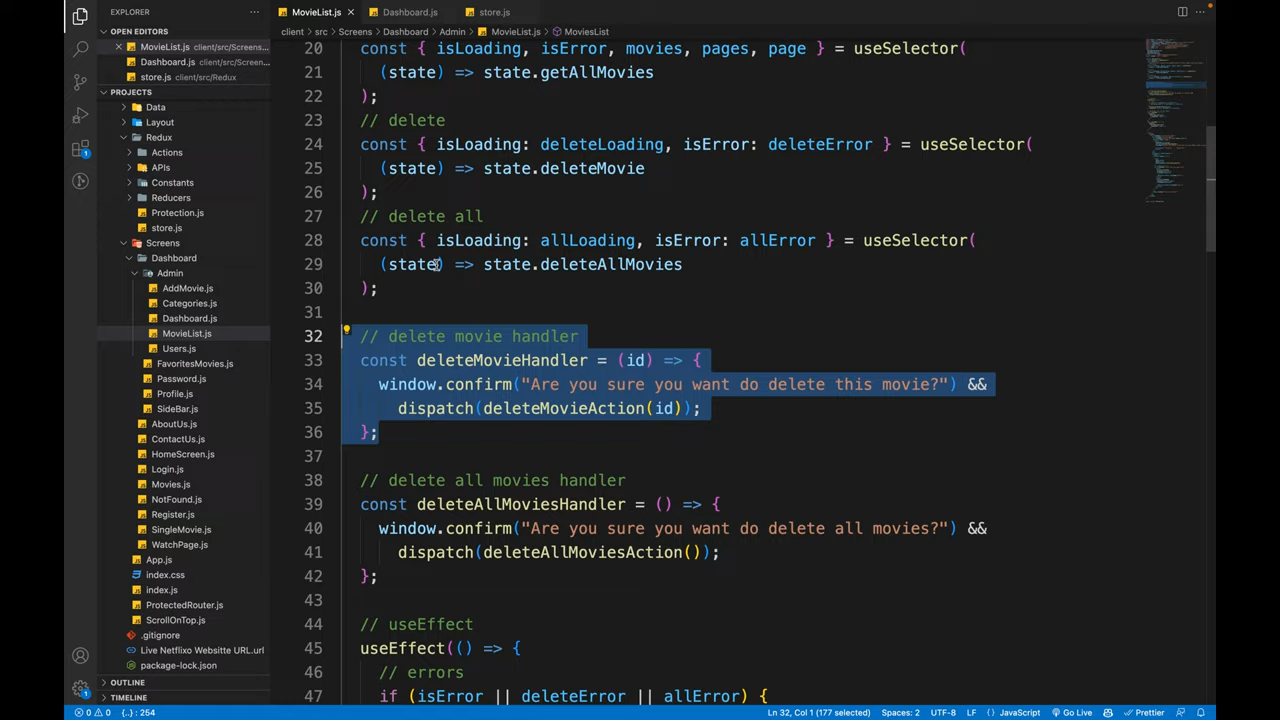 EXPLORER
MovieList.js
Dashboard.js
store.js
client > src > Screens > Dashboard > Admin > MovieList.js > MoviesList
OPEN EDITORS
MovieList.js client/src/Screens...
Dashboard.js client/src/Screen...
store.js client/src/Redux
PROJECTS
Data
Layout
Redux
Actions
APIs
Constants
Reducers
Protection.js
store.js
Screens
Dashboard
Admin
AddMovie.js
Categories.js
Dashboard.js
MovieList.js
Users.js
FavoritesMovies.js
Password.js
Profile.js
SideBar.js
AboutUs.js
ContactUs.js
HomeScreen.js
Login.js
Movies.js
NotFound.js
Register.js
SingleMovie.js
WatchPage.js
App.js
index.css
index.js
ProtectedRouter.js
ScrollOnTop.js
.gitignore
Live Netflixo Websitte URL.url
package-lock.json
OUTLINE
TIMELINE
20 const { isLoading, isError, movies, pages, page } = useSelector(
21 (state) => state.getAllMovies
22 );
23 // delete
24 const { isLoading: deleteLoading, isError: deleteError } = useSelector(
25 (state) => state.deleteMovie
26 );
27 // delete all
28 const { isLoading: allLoading, isError: allError } = useSelector(
29 (state) => state.deleteAllMovies
30 );
31
32 // delete movie handler
33 const deleteMovieHandler = (id) => {
34 window.confirm("Are you sure you want do delete this movie?") &&
35 dispatch(deleteMovieAction(id));
36 };
37
38 // delete all movies handler
39 const deleteAllMoviesHandler = () => {
40 window.confirm("Are you sure you want do delete all movies?") &&
41 dispatch(deleteAllMoviesAction());
42 };
43
44 // useEffect
45 useEffect(() => {
46 // errors
47 if (isError || deleteError || allError) {
1
1
0 0 {..}: 254
Ln 32, Col 1 (177 selected) Spaces: 2 UTF-8 LF {} JavaScript Go Live Prettier